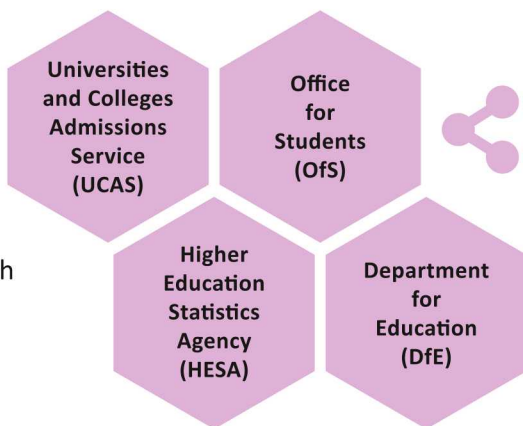 Universities
and Colleges
Admissions
Service
(UCAS)
Office
for
Students
(OfS)
h
Higher
Education
Statistics
Agency
(HESA)
Department
for
Education
(DfE)